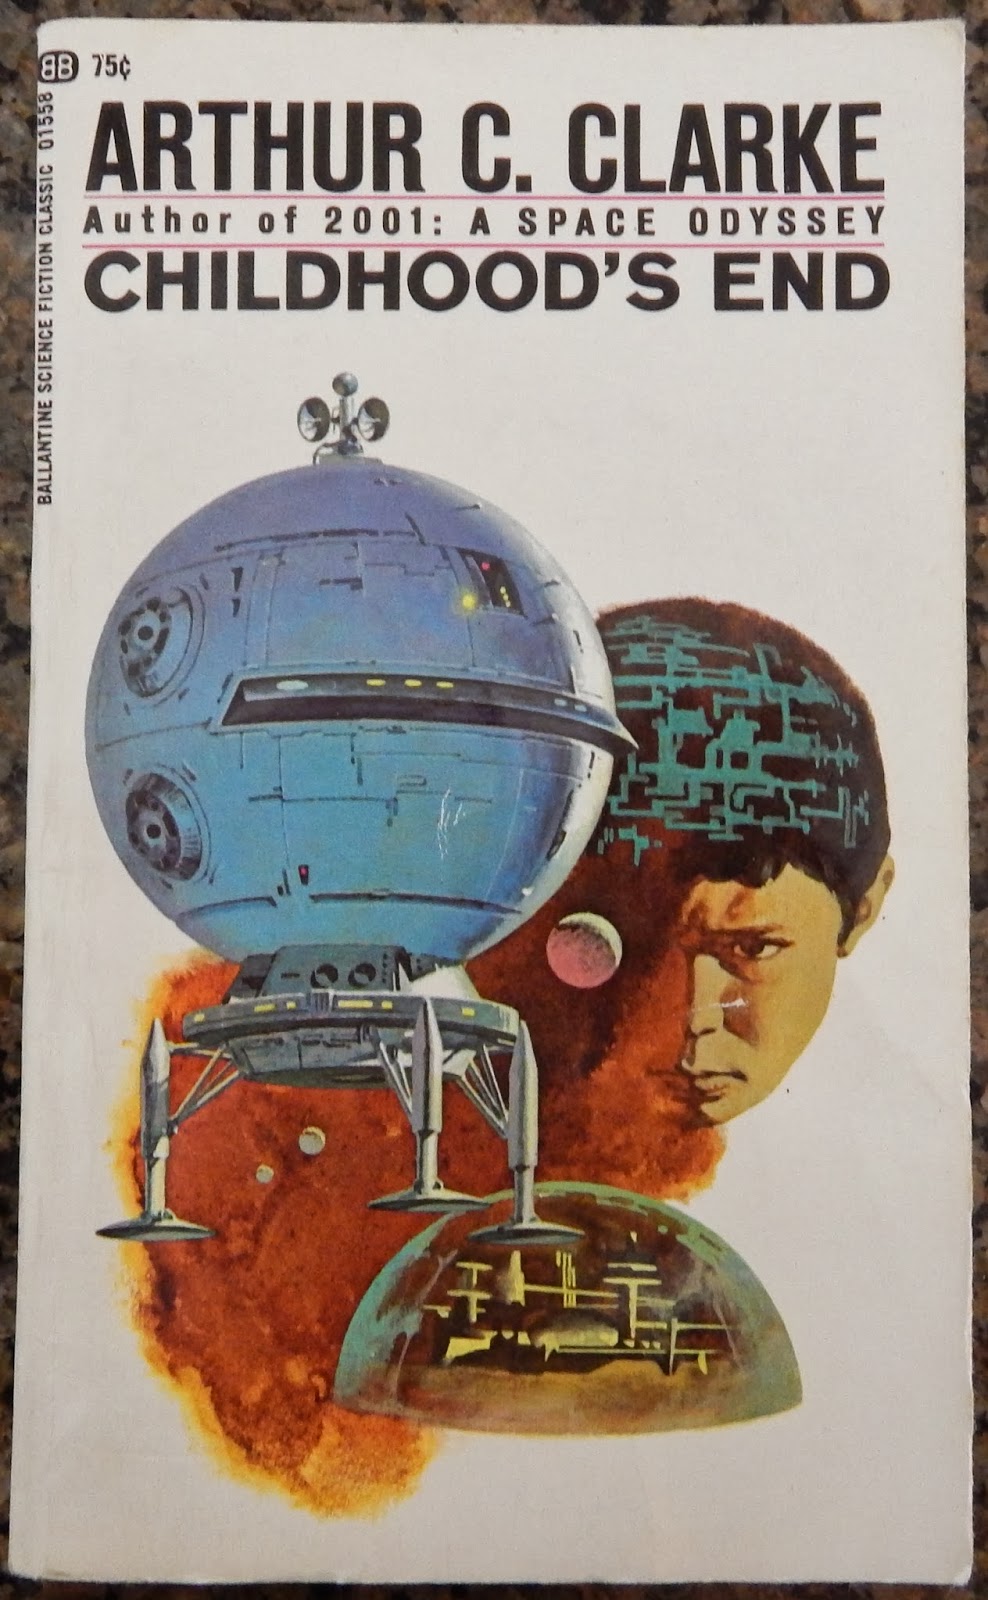 BB 75¢
ARTHUR C. CLARKE
Author of 2001: A SPACE ODYSSEY
CHILDHOOD'S END
BALLANTINE SCIENCE FICTION CLASSIC 01558